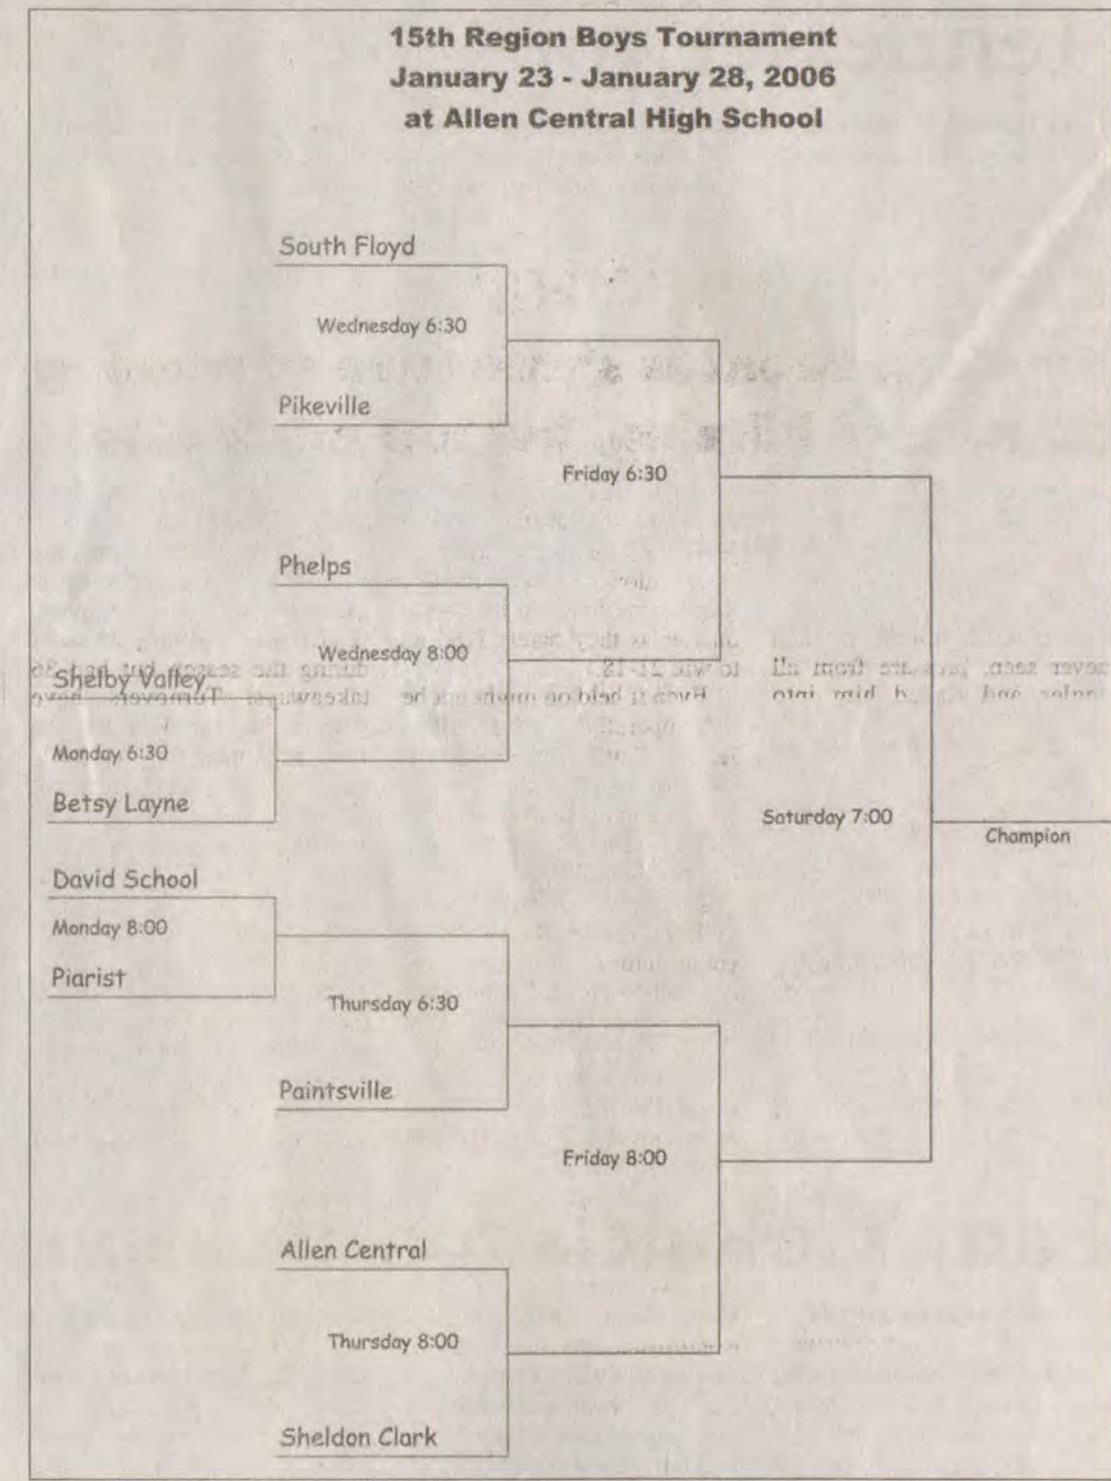 15th Region Boys Tournament
January 23 - January 28, 2006
at Allen Central High School
South Floyd
Wednesday 6:30
Pikeville
Friday 6:30
Phelps
Wednesday 8:00
Shelby Valley
Monday 6:30
Betsy Layne
Saturday 7:00
Champion
David School
Monday 8:00
Piarist
Thursday 6:30
Paintsville
Friday 8:00
Allen Central
Thursday 8:00
Sheldon Clark